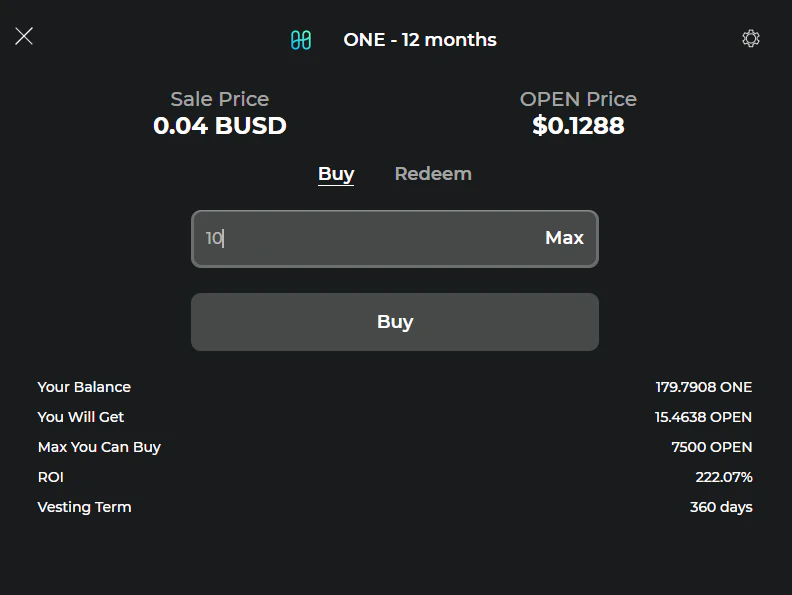 ONE - 12 months
Sale Price OPEN Price
0.04 BUSD $0.1288
Buy Redeem
10 Max
Buy
Your Balance 179.7908 ONE
You Will Get 15.4638 OPEN
Max You Can Buy 7500 OPEN
ROI 222.07%
Vesting Term 360 days